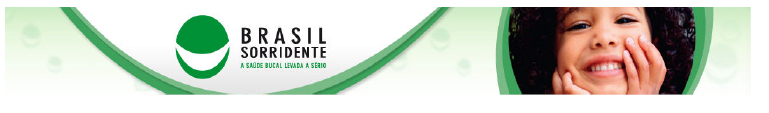 BRASIL
SORRIDENTE
A SAÚDE BUCAL LEVADA A SÉRIO